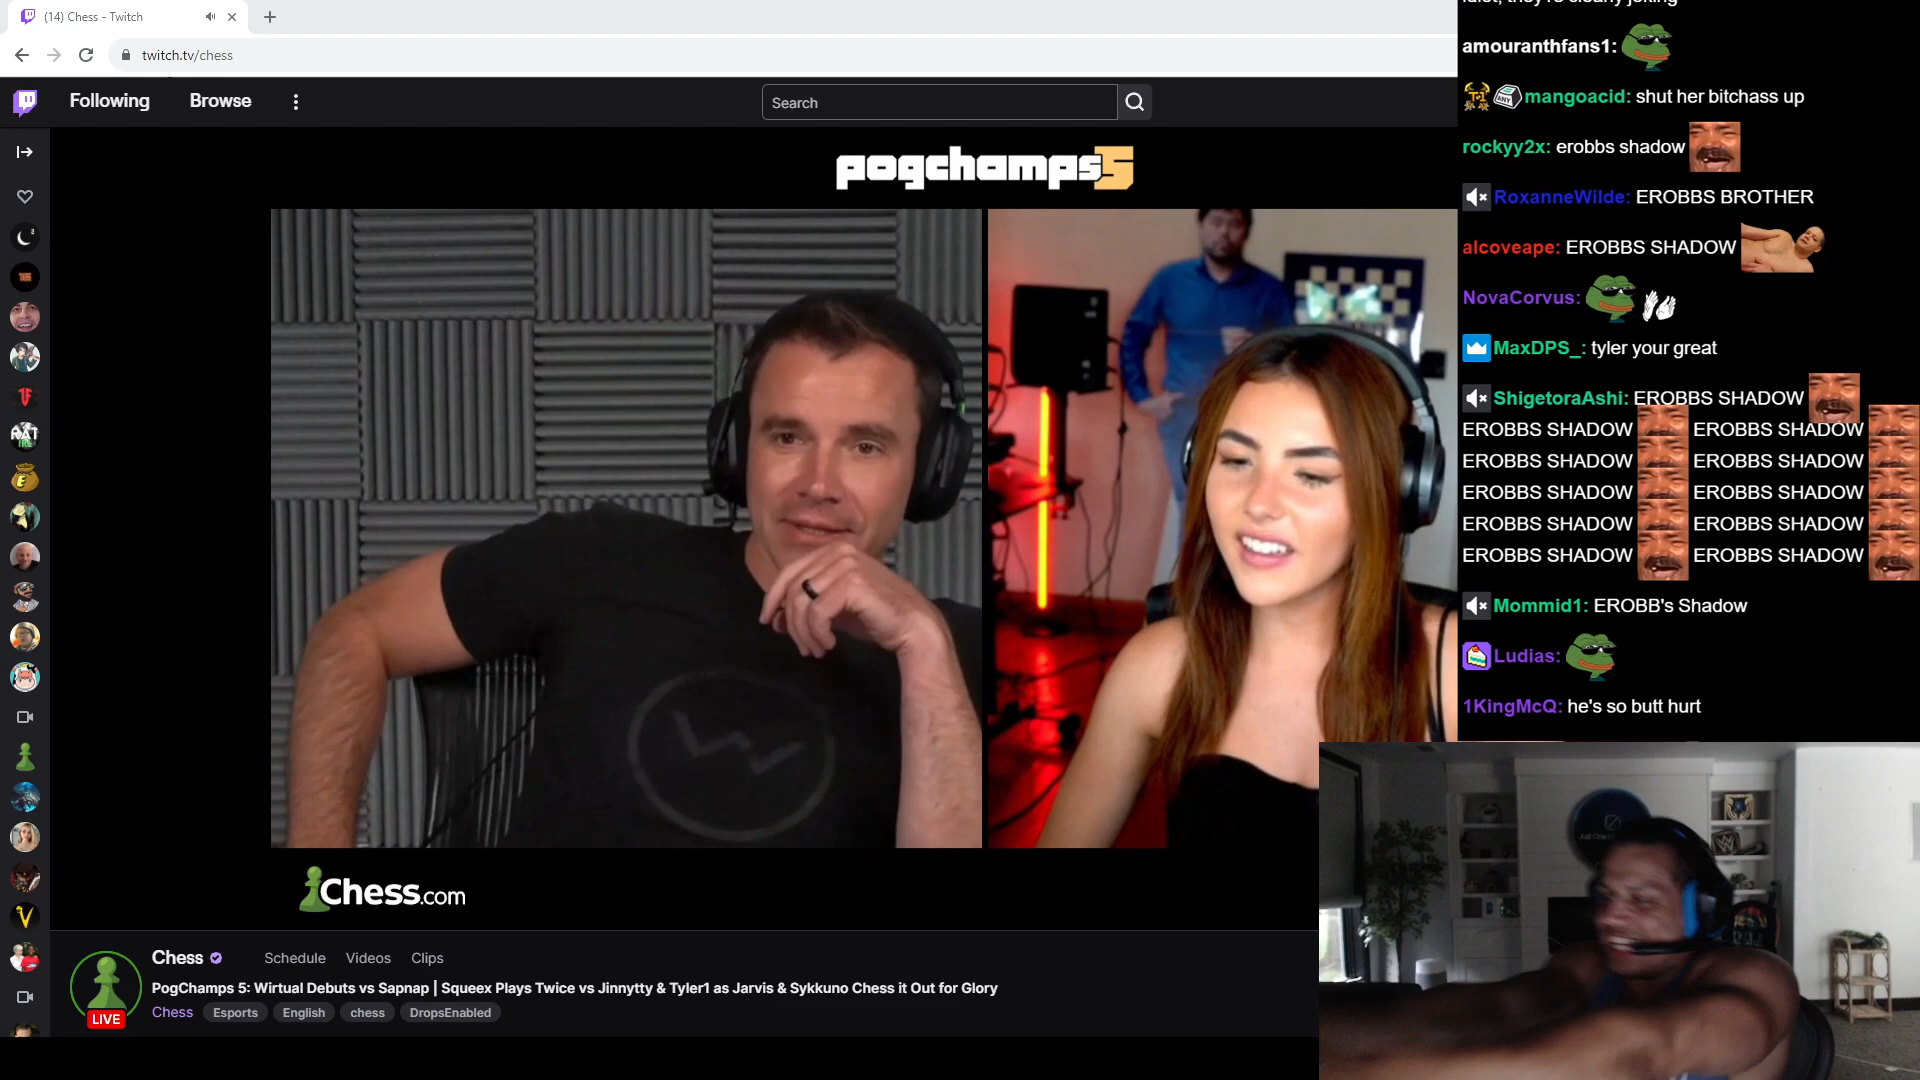 (14) Chess - Twitch
twitch.tv/chess
Following
Browse
Search
pogchamps5
Chess.com
Chess
Schedule
Videos
Clips
PogChamps 5: Wirtual Debuts vs Sapnap | Squeex Plays Twice vs Jinnytty & Tyler1 as Jarvis & Sykkuno Chess it Out for Glory
LIVE
Chess
Esports
English
chess
DropsEnabled
amouranthfans1:
mangoacid: shut her bitchass up
rockyy2x: erobbs shadow
RoxanneWilde: EROBBS BROTHER
alcoveape: EROBBS SHADOW
NovaCorvus:
MaxDPS_: tyler your great
ShigetoraAshi: EROBBS SHADOW
EROBBS SHADOW EROBBS SHADOW
EROBBS SHADOW EROBBS SHADOW
EROBBS SHADOW EROBBS SHADOW
EROBBS SHADOW EROBBS SHADOW
EROBBS SHADOW EROBBS SHADOW
Mommid1: EROBB's Shadow
Ludias:
1KingMcQ: he's so butt hurt